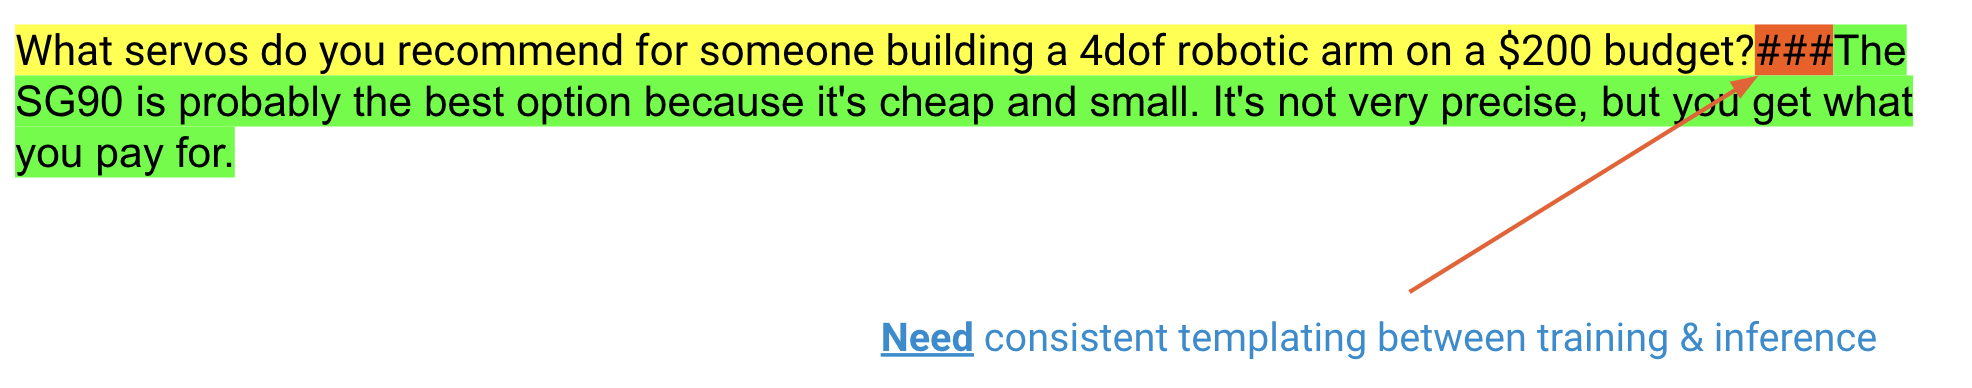 What servos do you recommend for someone building a 4dof robotic arm on a $200 budget?###The
SG90 is probably the best option because it's cheap and small. It's not very precise, but you get what
you pay for.
Need consistent templating between training & inference